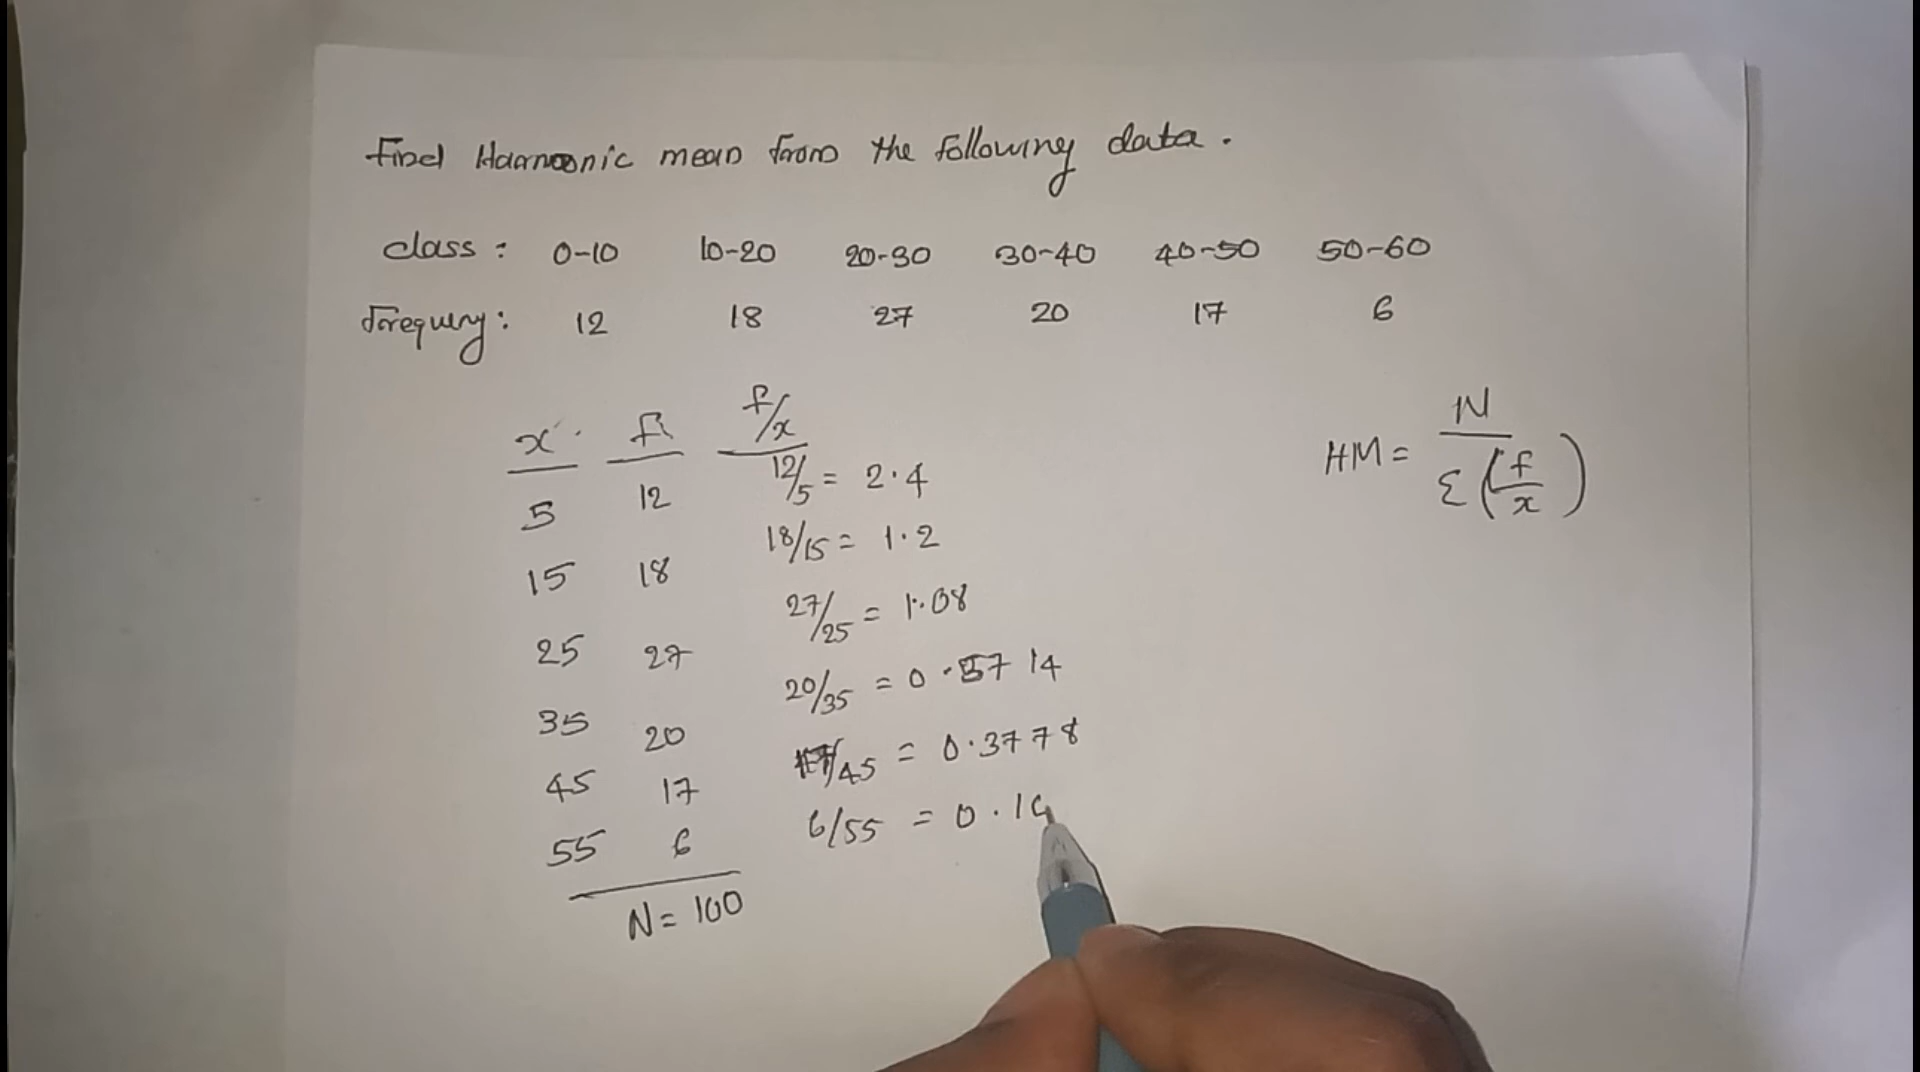 Find Harmonic mean from the following data.
class: 0-10 10-20 20-30 30-40 40-50 50-60
frequency: 12 18 27 20 17 6
x f f/x
5 12 12/5 = 2.4
15 18 18/15 = 1.2
25 27 27/25 = 1.08
35 20 20/35 = 0.5714
45 17 17/45 = 0.3778
55 6 6/55 = 0.1
N = 100
HM = N / Σ(f/x)